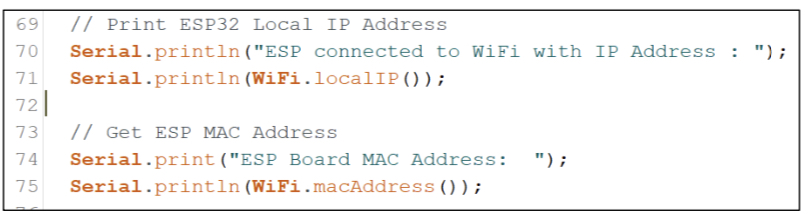 69 // Print ESP32 Local IP Address
70 Serial.println("ESP connected to WiFi with IP Address : ");
71 Serial.println(WiFi.localIP());
72
73 // Get ESP MAC Address
74 Serial.print("ESP Board MAC Address:  ");
75 Serial.println(WiFi.macAddress());